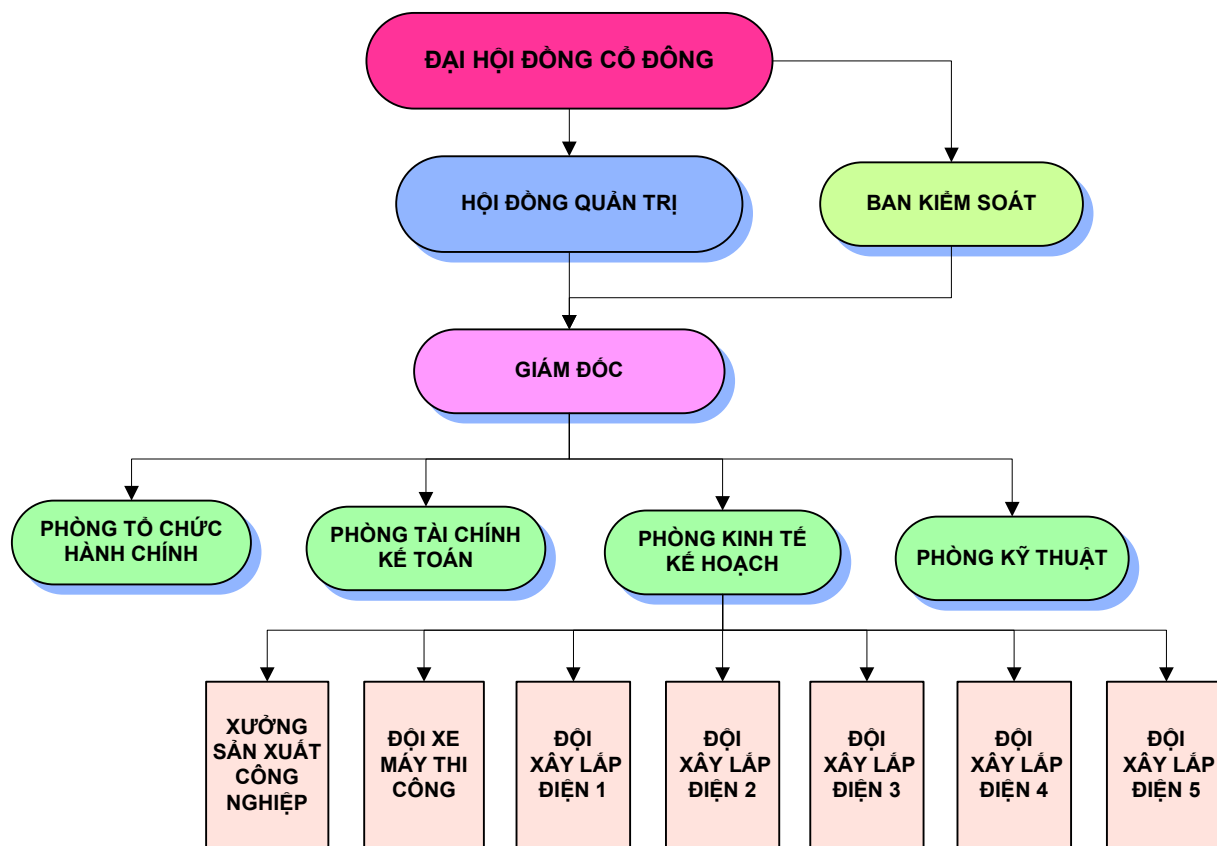 ĐẠI HỘI ĐỒNG CỔ ĐÔNG
HỘI ĐỒNG QUẢN TRỊ
BAN KIỂM SOÁT
GIÁM ĐỐC
PHÒNG TỔ CHỨC
HÀNH CHÍNH
PHÒNG TÀI CHÍNH
KẾ TOÁN
PHÒNG KINH TẾ
KẾ HOẠCH
PHÒNG KỸ THUẬT
XƯỞNG
SẢN XUẤT
CÔNG
NGHIỆP
ĐỘI XE
MÁY THI
CÔNG
ĐỘI
XÂY LẮP
ĐIỆN 1
ĐỘI
XÂY LẮP
ĐIỆN 2
ĐỘI
XÂY LẮP
ĐIỆN 3
ĐỘI
XÂY LẮP
ĐIỆN 4
ĐỘI
XÂY LẮP
ĐIỆN 5